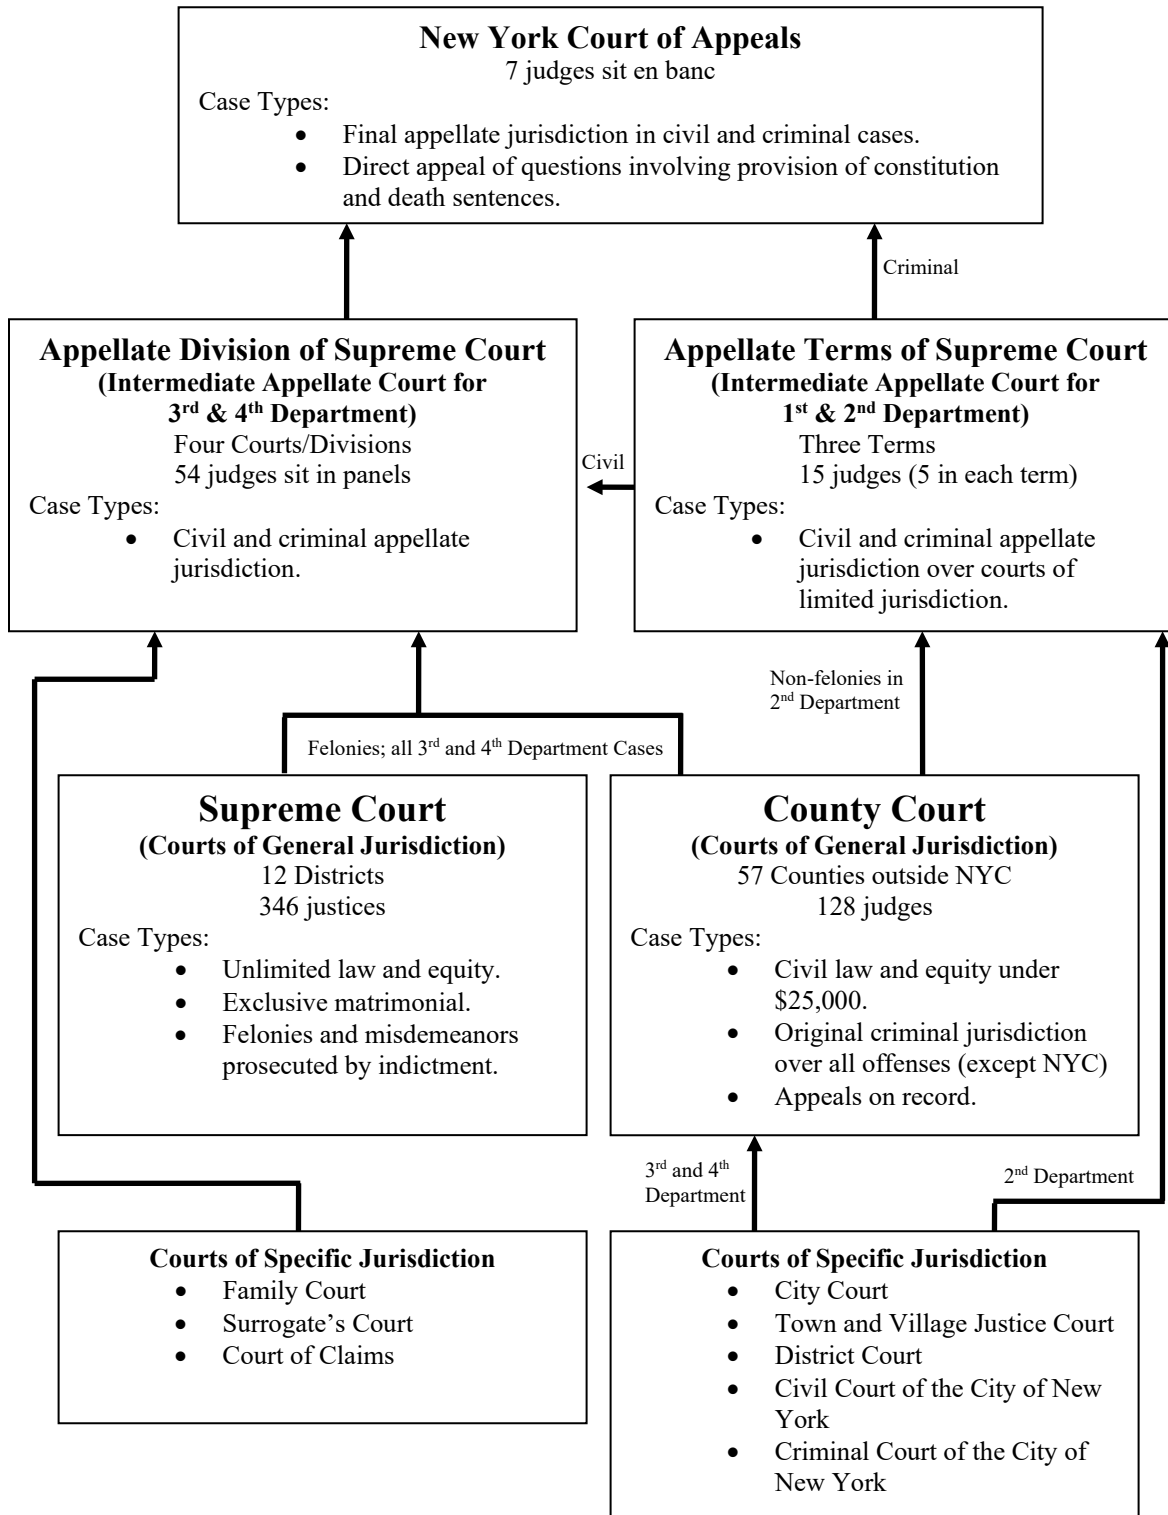 New York Court of Appeals
7 judges sit en banc
Case Types:
• Final appellate jurisdiction in civil and criminal cases.
• Direct appeal of questions involving provision of constitution
and death sentences.
Criminal
Appellate Division of Supreme Court
(Intermediate Appellate Court for
3rd & 4th Department)
Four Courts/Divisions
54 judges sit in panels
Case Types:
• Civil and criminal appellate
jurisdiction.
Civil
Appellate Terms of Supreme Court
(Intermediate Appellate Court for
1st & 2nd Department)
Three Terms
15 judges (5 in each term)
Case Types:
• Civil and criminal appellate
jurisdiction over courts of
limited jurisdiction.
Non-felonies in
2nd Department
Felonies; all 3rd and 4th Department Cases
Supreme Court
(Courts of General Jurisdiction)
12 Districts
346 justices
Case Types:
• Unlimited law and equity.
• Exclusive matrimonial.
• Felonies and misdemeanors
prosecuted by indictment.
County Court
(Courts of General Jurisdiction)
57 Counties outside NYC
128 judges
Case Types:
• Civil law and equity under
$25,000.
• Original criminal jurisdiction
over all offenses (except NYC)
• Appeals on record.
3rd and 4th
Department
2nd Department
Courts of Specific Jurisdiction
• Family Court
• Surrogate’s Court
• Court of Claims
Courts of Specific Jurisdiction
• City Court
• Town and Village Justice Court
• District Court
• Civil Court of the City of New
York
• Criminal Court of the City of
New York